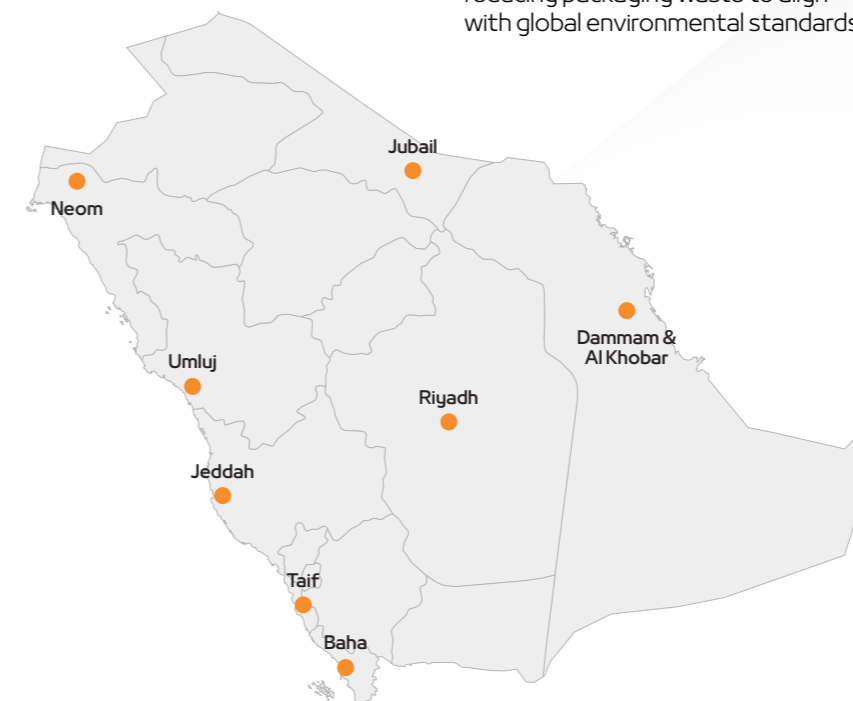 with global environmental standards
Jubail
Neom
Dammam &
Al Khobar
Umluj
Riyadh
Jeddah
Taif
Baha